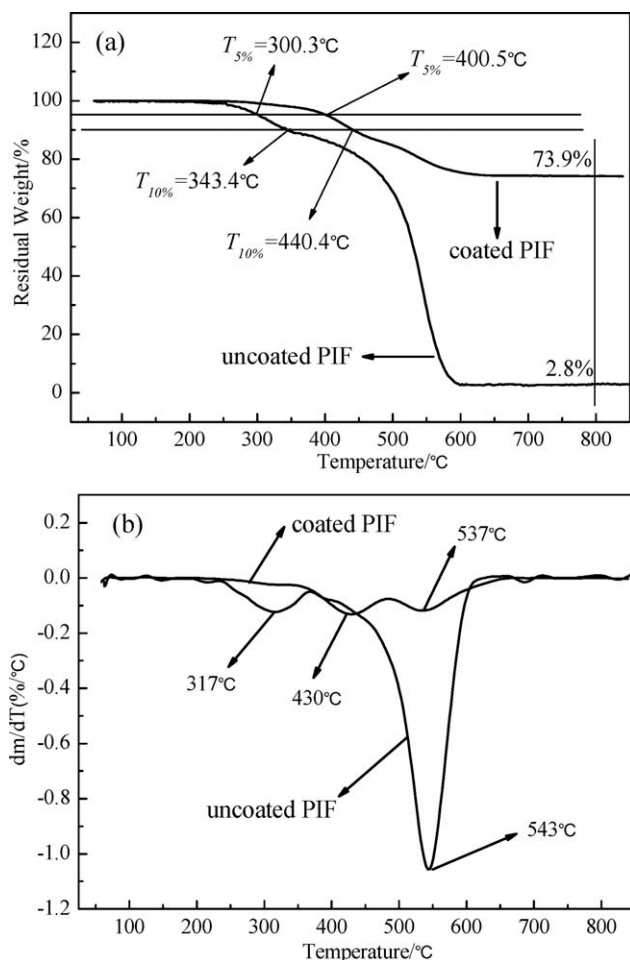 (a)
T5%=300.3℃
T5%=400.5℃
120
100
80
60
40
20
0
Residual Weight/%
T10%=343.4℃
T10%=440.4℃
73.9%
coated PIF
uncoated PIF
2.8%
100 200 300 400 500 600 700 800
Temperature/℃
(b)
coated PIF
537℃
0.2
0.0
-0.2
-0.4
-0.6
-0.8
-1.0
-1.2
dm/dT(%/℃)
317℃
430℃
uncoated PIF
543℃
100 200 300 400 500 600 700 800
Temperature/℃